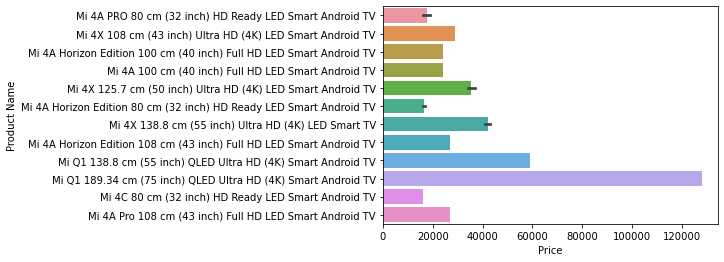 Product Name
Mi 4A PRO 80 cm (32 inch) HD Ready LED Smart Android TV
Mi 4X 108 cm (43 inch) Ultra HD (4K) LED Smart Android TV
Mi 4A Horizon Edition 100 cm (40 inch) Full HD LED Smart Android TV
Mi 4A 100 cm (40 inch) Full HD LED Smart Android TV
Mi 4X 125.7 cm (50 inch) Ultra HD (4K) LED Smart Android TV
Mi 4A Horizon Edition 80 cm (32 inch) HD Ready LED Smart Android TV
Mi 4X 138.8 cm (55 inch) Ultra HD (4K) LED Smart TV
Mi 4A Horizon Edition 108 cm (43 inch) Full HD LED Smart Android TV
Mi Q1 138.8 cm (55 inch) QLED Ultra HD (4K) Smart Android TV
Mi Q1 189.34 cm (75 inch) QLED Ultra HD (4K) Smart Android TV
Mi 4C 80 cm (32 inch) HD Ready LED Smart Android TV
Mi 4A Pro 108 cm (43 inch) Full HD LED Smart Android TV
0 20000 40000 60000 80000 100000 120000
Price